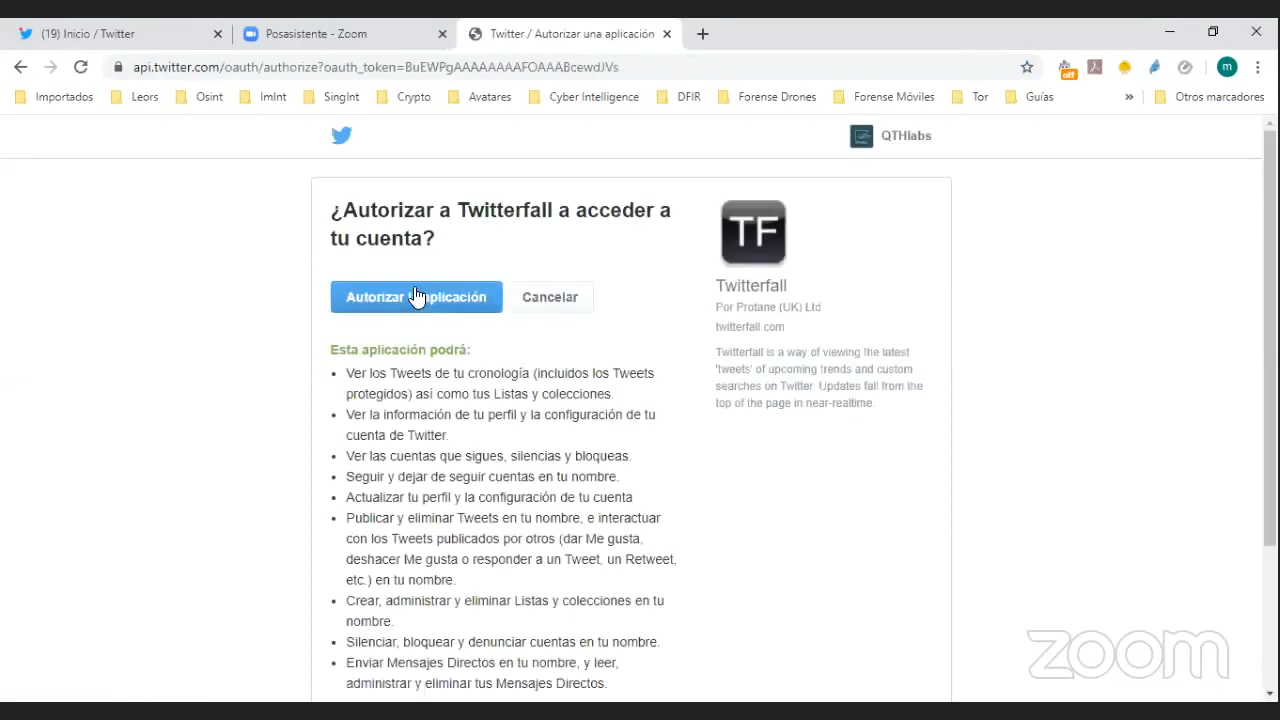 (19) Inicio / Twitter
Posasistente - Zoom
Twitter / Autorizar una aplicación
api.twitter.com/oauth/authorize?oauth_token=BuEWPgAAAAAAAFOAAABcewdJVs
off
m
Importados
Leors
Osint
ImInt
SingInt
Crypto
Avatares
Cyber Intelligence
DFIR
Forense Drones
Forense Móviles
Tor
Guías
»
Otros marcadores
QTHlabs
¿Autorizar a Twitterfall a acceder a
tu cuenta?
Autorizar plicación
Cancelar
Esta aplicación podrá:
• Ver los Tweets de tu cronología (incluidos los Tweets
protegidos) así como tus Listas y colecciones.
• Ver la información de tu perfil y la configuración de tu
cuenta de Twitter.
• Ver las cuentas que sigues, silencias y bloqueas.
• Seguir y dejar de seguir cuentas en tu nombre.
• Actualizar tu perfil y la configuración de tu cuenta
• Publicar y eliminar Tweets en tu nombre, e interactuar
con los Tweets publicados por otros (dar Me gusta,
deshacer Me gusta o responder a un Tweet, un Retweet,
etc.) en tu nombre.
• Crear, administrar y eliminar Listas y colecciones en tu
nombre.
• Silenciar, bloquear y denunciar cuentas en tu nombre.
• Enviar Mensajes Directos en tu nombre, y leer,
administrar y eliminar tus Mensajes Directos.
TF
Twitterfall
Por Protane (UK) Ltd
twitterfall.com
Twitterfall is a way of viewing the latest
'tweets' of upcoming trends and custom
searches on Twitter. Updates fall from the
top of the page in near-realtime.
zoom